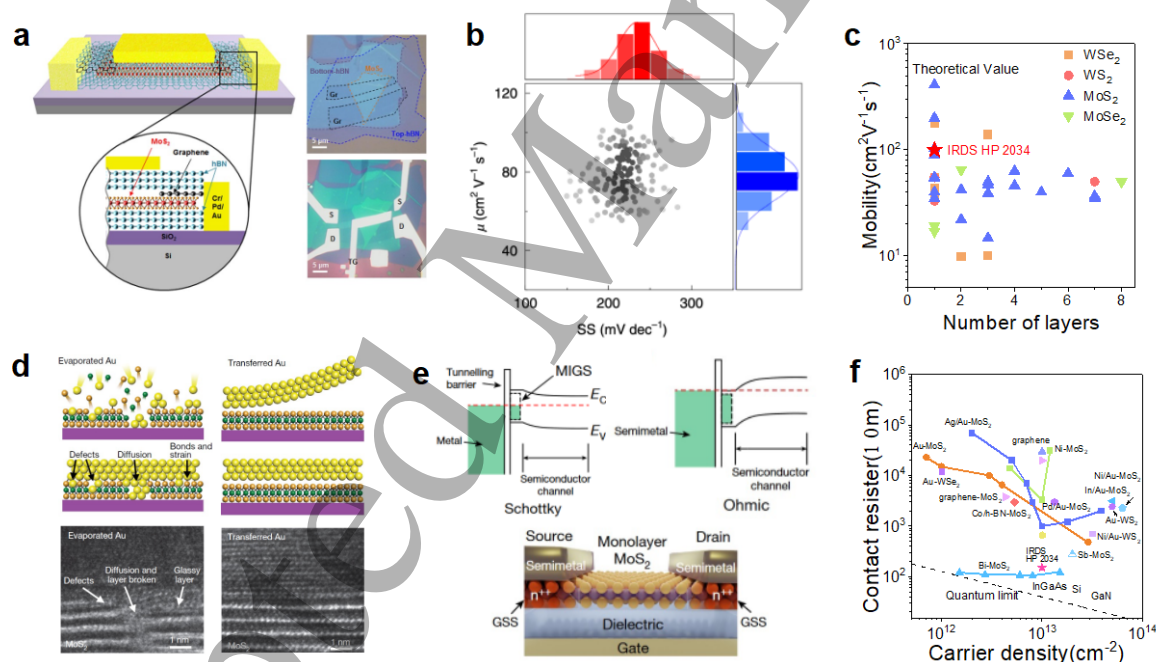 a
Bottom-hBN
MoS2
Gr
Gr
Top-hBN
5 μm
MoS2
Graphene
hBN
Cr/
Pd/
Au
SiO2
Si
S
D
S
D
TG
5 μm
b
120
80
40
μ (cm2 V−1 s−1)
100
200
300
SS (mV dec−1)
c
103
102
101
Mobility(cm2V-1s-1)
Theoretical Value
IRDS HP 2034
WSe2
WS2
MoS2
MoSe2
0 2 4 6 8
Number of layers
d
Evaporated Au
Transferred Au
Defects
Diffusion
Bonds and
strain
Evaporated Au
Defects
Diffusion and
layer broken
Glassy
layer
MoS2
1 nm
Transferred Au
MoS2
1 nm
e
Tunnelling
barrier
MIGS
EC
EV
Metal
Semiconductor
channel
Schottky
Semimetal
Semiconductor
channel
Ohmic
Source
Monolayer
MoS2
Drain
Semimetal
Semimetal
n++
n++
GSS
GSS
Dielectric
Gate
f
106
105
104
103
102
Contact resister(1 0m)
Ag/Au-MoS2
graphene
Ni-MoS2
Au-MoS2
Au-WSe2
graphene-MoS2
Co/h-BN-MoS2
Pd/Au-MoS2
Ni/Au-MoS2
In/Au-MoS2
Au-WS2
Ni/Au-WS2
IRDS
HP 2034
Sb-MoS2
Bi-MoS2
InGaAs
Si
GaN
Quantum limit
1012
1013
1014
Carrier density(cm-2)